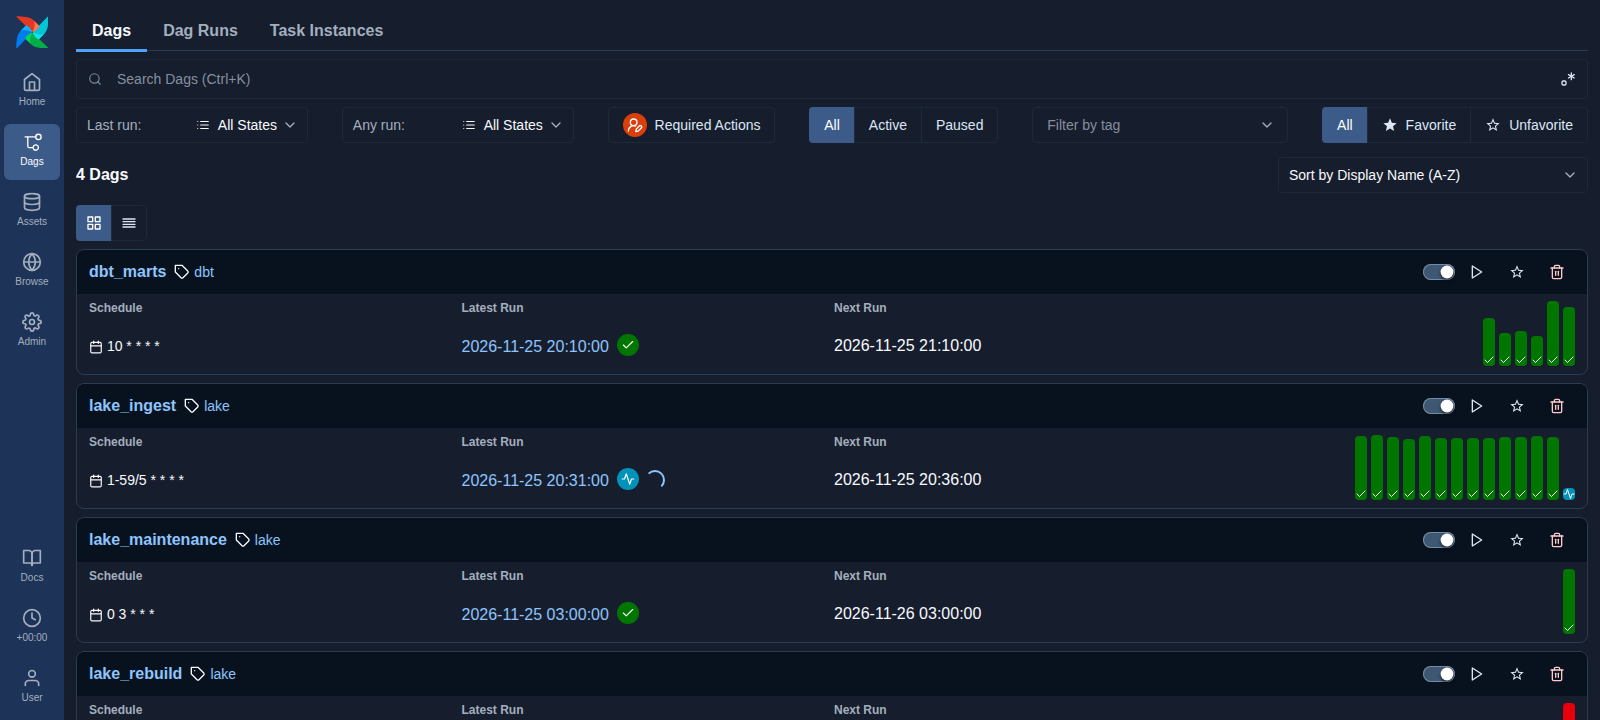 Dags Dag Runs Task Instances
Search Dags (Ctrl+K)
Last run: All States Any run: All States Required Actions All Active Paused Filter by tag All Favorite Unfavorite
4 Dags Sort by Display Name (A-Z)
dbt_marts dbt
Schedule Latest Run Next Run
10 * * * * 2026-11-25 20:10:00 2026-11-25 21:10:00
lake_ingest lake
Schedule Latest Run Next Run
1-59/5 * * * * 2026-11-25 20:31:00 2026-11-25 20:36:00
lake_maintenance lake
Schedule Latest Run Next Run
0 3 * * * 2026-11-25 03:00:00 2026-11-26 03:00:00
lake_rebuild lake
Schedule Latest Run Next Run
Home
Dags
Assets
Browse
Admin
Docs
+00:00
User